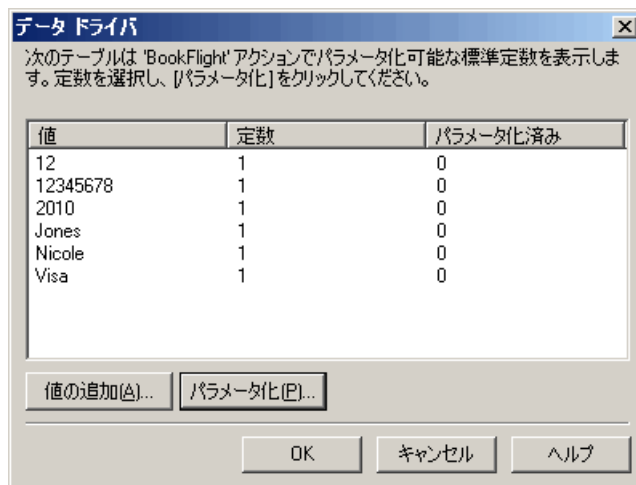 データ ドライバ
次のテーブルは 'BookFlight' アクションでパラメータ化可能な標準定数を表示しま
す。定数を選択し、[パラメータ化] をクリックしてください。
値 定数 パラメータ化済み
12 1 0
12345678 1 0
2010 1 0
Jones 1 0
Nicole 1 0
Visa 1 0
値の追加(A)... パラメータ化(P)...
OK キャンセル ヘルプ